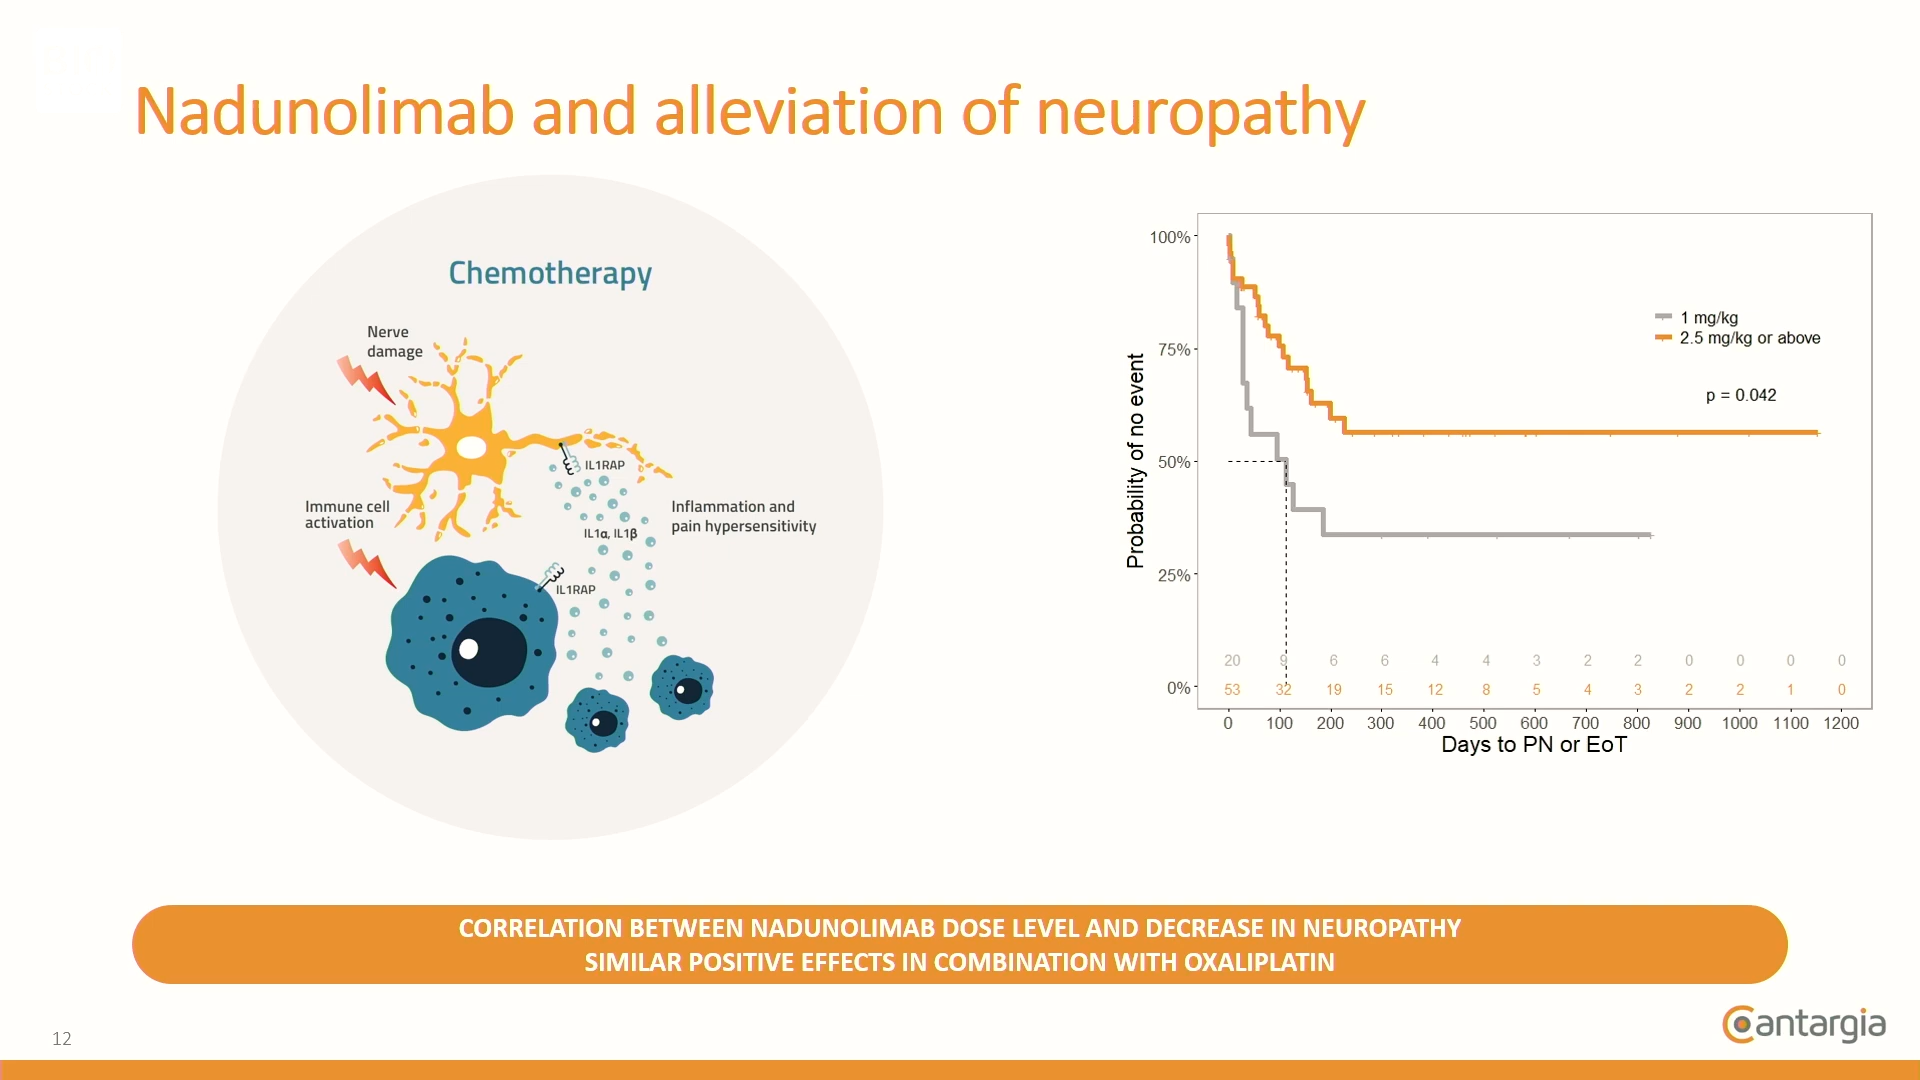 Nadunolimab and alleviation of neuropathy
Chemotherapy
Nerve
damage
IL1RAP
Immune cell
activation
Inflammation and
pain hypersensitivity
IL1α, IL1β
IL1RAP
100%
75%
50%
25%
0%
Probability of no event
1 mg/kg
2.5 mg/kg or above
p = 0.042
20 9 6 6 4 4 3 2 2 0 0 0 0
53 32 19 15 12 8 5 4 3 2 2 1 0
0 100 200 300 400 500 600 700 800 900 1000 1100 1200
Days to PN or EoT
CORRELATION BETWEEN NADUNOLIMAB DOSE LEVEL AND DECREASE IN NEUROPATHY
SIMILAR POSITIVE EFFECTS IN COMBINATION WITH OXALIPLATIN
12
Cantargia